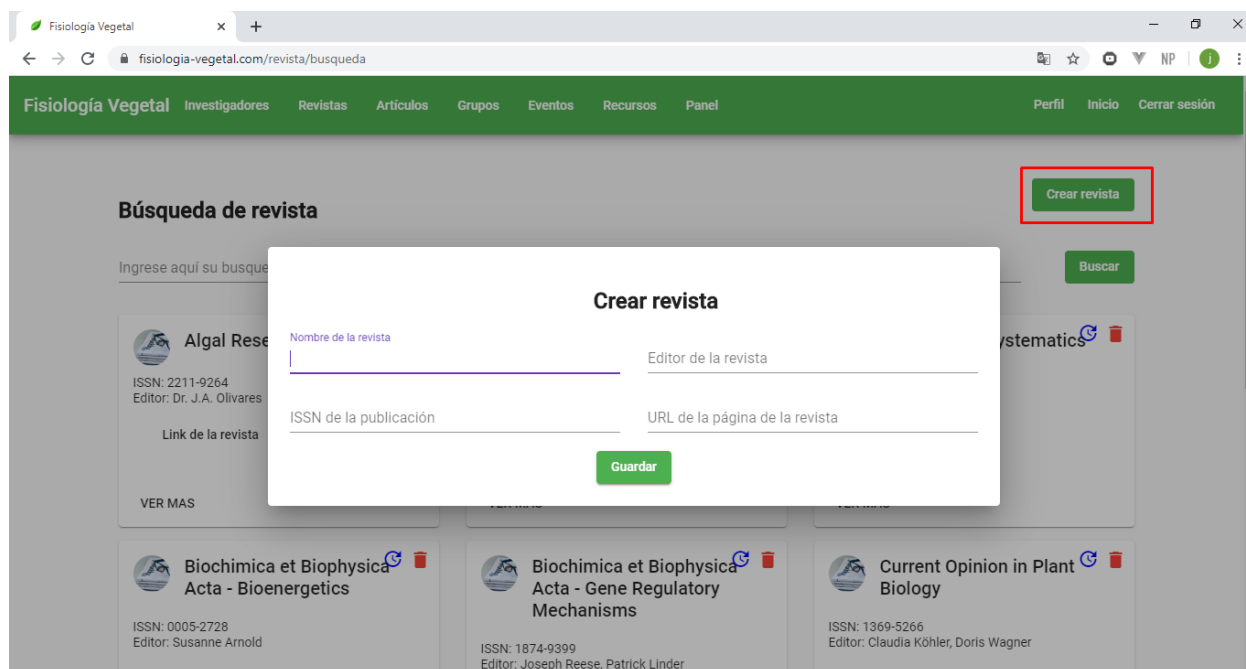 Fisiología Vegetal
fisiologia-vegetal.com/revista/busqueda
NP
j
Fisiología Vegetal Investigadores Revistas Artículos Grupos Eventos Recursos Panel Perfil Inicio Cerrar sesión
Crear revista
Búsqueda de revista
Ingrese aquí su busque
Buscar
Crear revista
Nombre de la revista
Editor de la revista
ISSN de la publicación
URL de la página de la revista
Guardar
Algal Rese
ISSN: 2211-9264
Editor: Dr. J.A. Olivares
Link de la revista
VER MAS
ystematics
Biochimica et Biophysica
Acta - Bioenergetics
ISSN: 0005-2728
Editor: Susanne Arnold
Biochimica et Biophysica
Acta - Gene Regulatory
Mechanisms
ISSN: 1874-9399
Editor: Joseph Reese, Patrick Linder
Current Opinion in Plant
Biology
ISSN: 1369-5266
Editor: Claudia Köhler, Doris Wagner